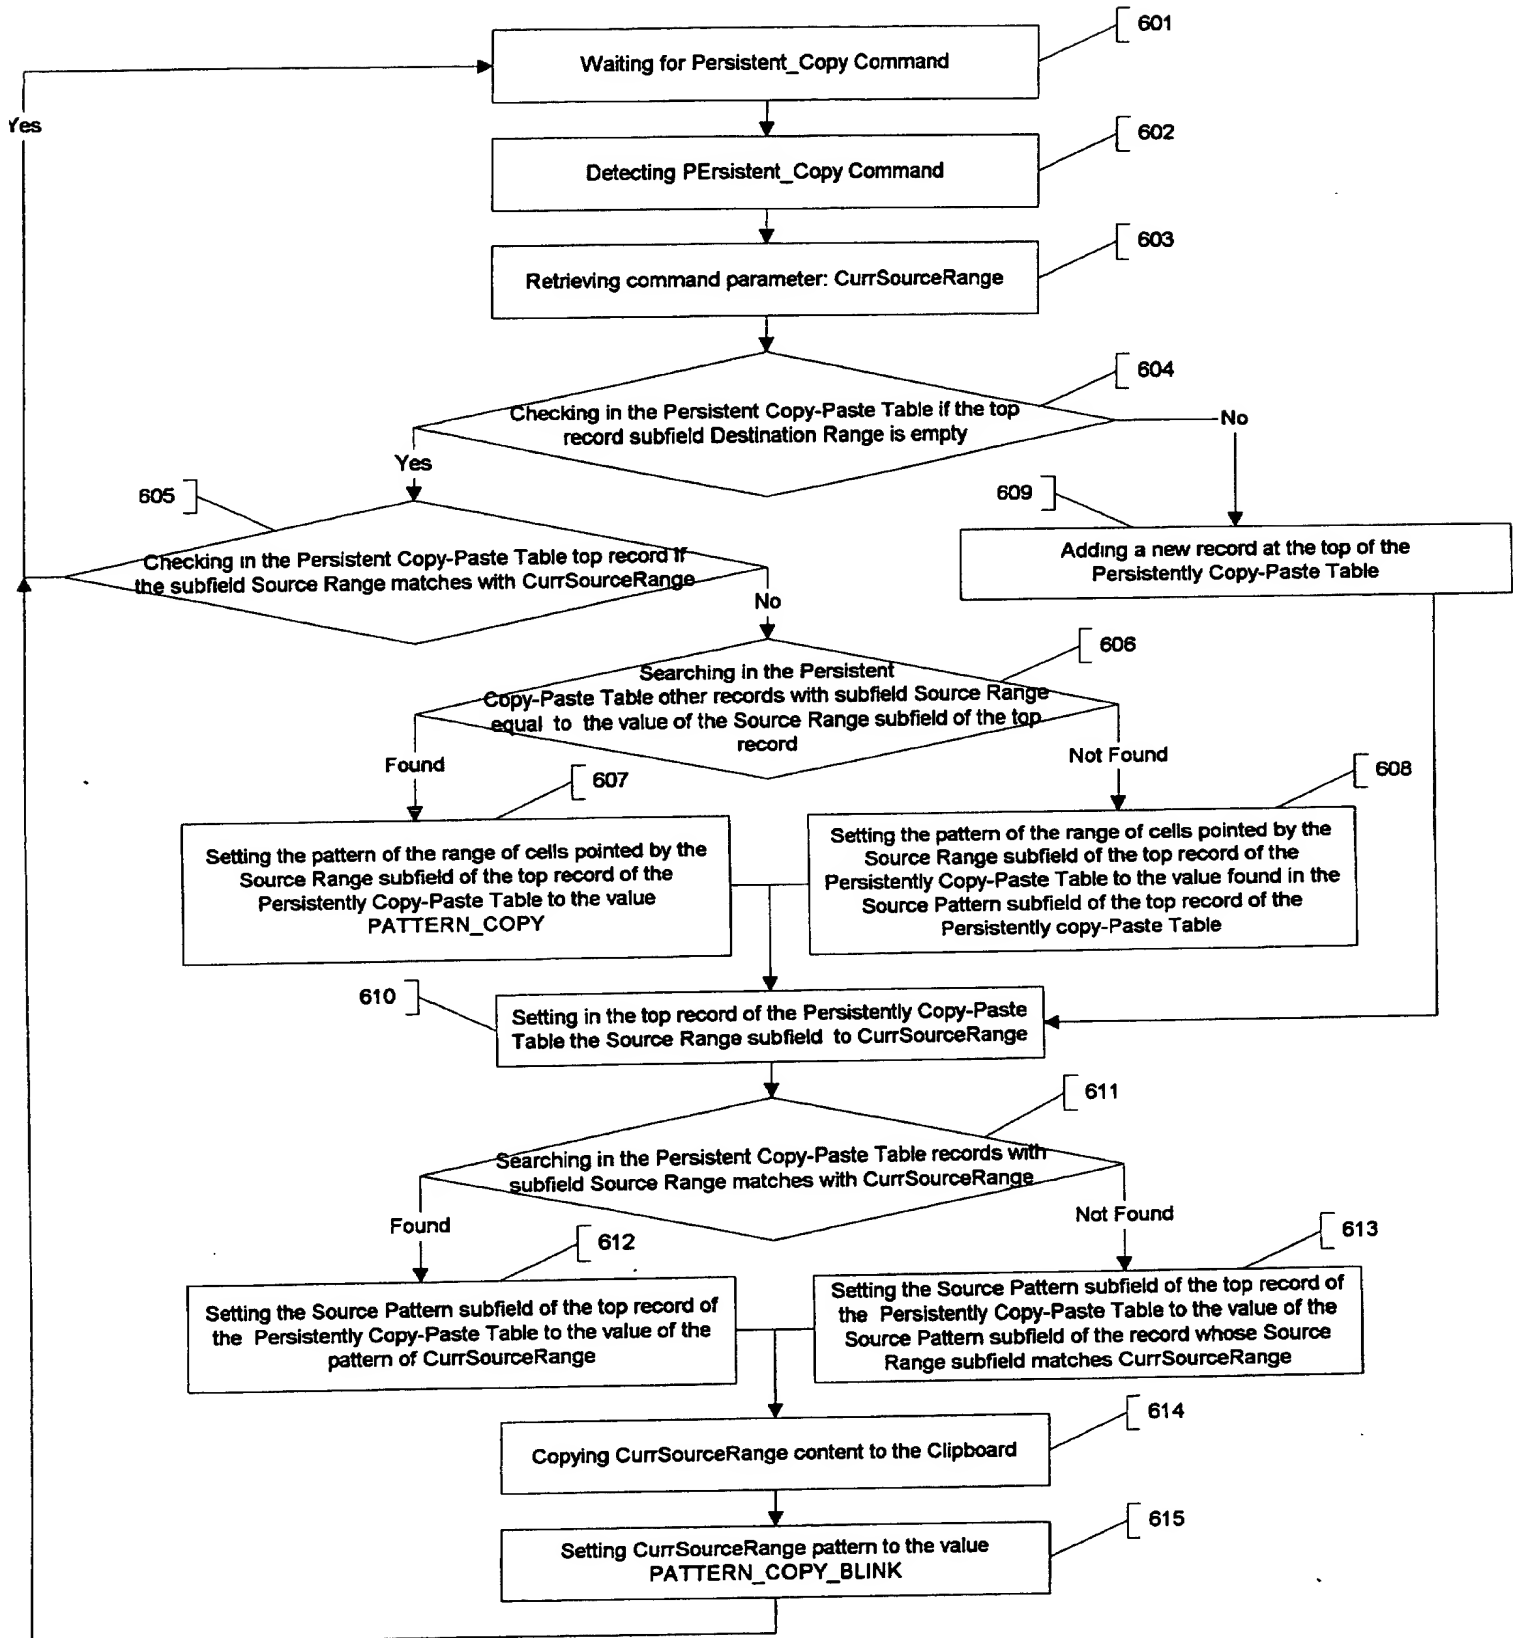 601
Waiting for Persistent_Copy Command
Yes
602
Detecting PErsistent_Copy Command
603
Retrieving command parameter: CurrSourceRange
604
Checking in the Persistent Copy-Paste Table if the top
record subfield Destination Range is empty
No
Yes
605
609
Checking in the Persistent Copy-Paste Table top record if
the subfield Source Range matches with CurrSourceRange
Adding a new record at the top of the
Persistently Copy-Paste Table
No
606
Searching in the Persistent
Copy-Paste Table other records with subfield Source Range
equal to the value of the Source Range subfield of the top
record
Found
Not Found
607
608
Setting the pattern of the range of cells pointed by the
Source Range subfield of the top record of the
Persistently Copy-Paste Table to the value
PATTERN_COPY
Setting the pattern of the range of cells pointed by the
Source Range subfield of the top record of the
Persistently Copy-Paste Table to the value found in the
Source Pattern subfield of the top record of the
Persistently copy-Paste Table
610
Setting in the top record of the Persistently Copy-Paste
Table the Source Range subfield to CurrSourceRange
611
Searching in the Persistent Copy-Paste Table records with
subfield Source Range matches with CurrSourceRange
Found
Not Found
612
613
Setting the Source Pattern subfield of the top record of
the Persistently Copy-Paste Table to the value of the
pattern of CurrSourceRange
Setting the Source Pattern subfield of the top record of
the Persistently Copy-Paste Table to the value of the
Source Pattern subfield of the record whose Source
Range subfield matches CurrSourceRange
614
Copying CurrSourceRange content to the Clipboard
615
Setting CurrSourceRange pattern to the value
PATTERN_COPY_BLINK